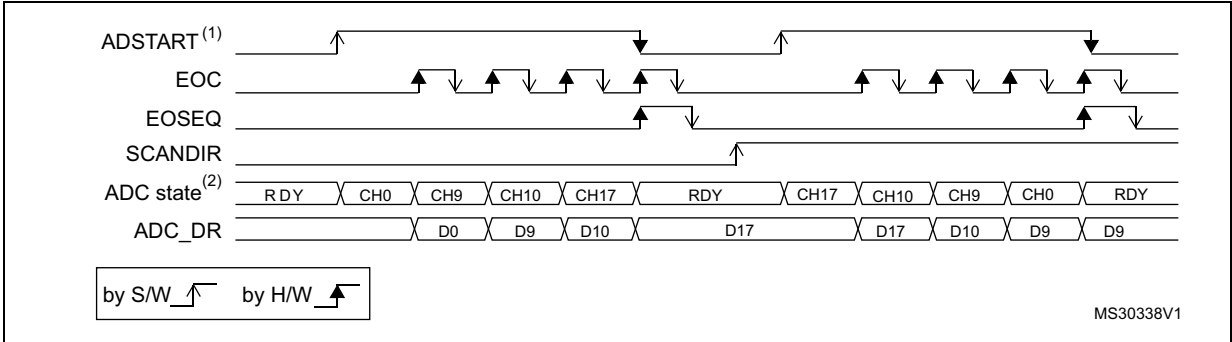 ADSTART(1)
EOC
EOSEQ
SCANDIR
ADC state(2) RDY CH0 CH9 CH10 CH17 RDY CH17 CH10 CH9 CH0 RDY
ADC_DR D0 D9 D10 D17 D17 D10 D9 D9
by S/W by H/W
MS30338V1